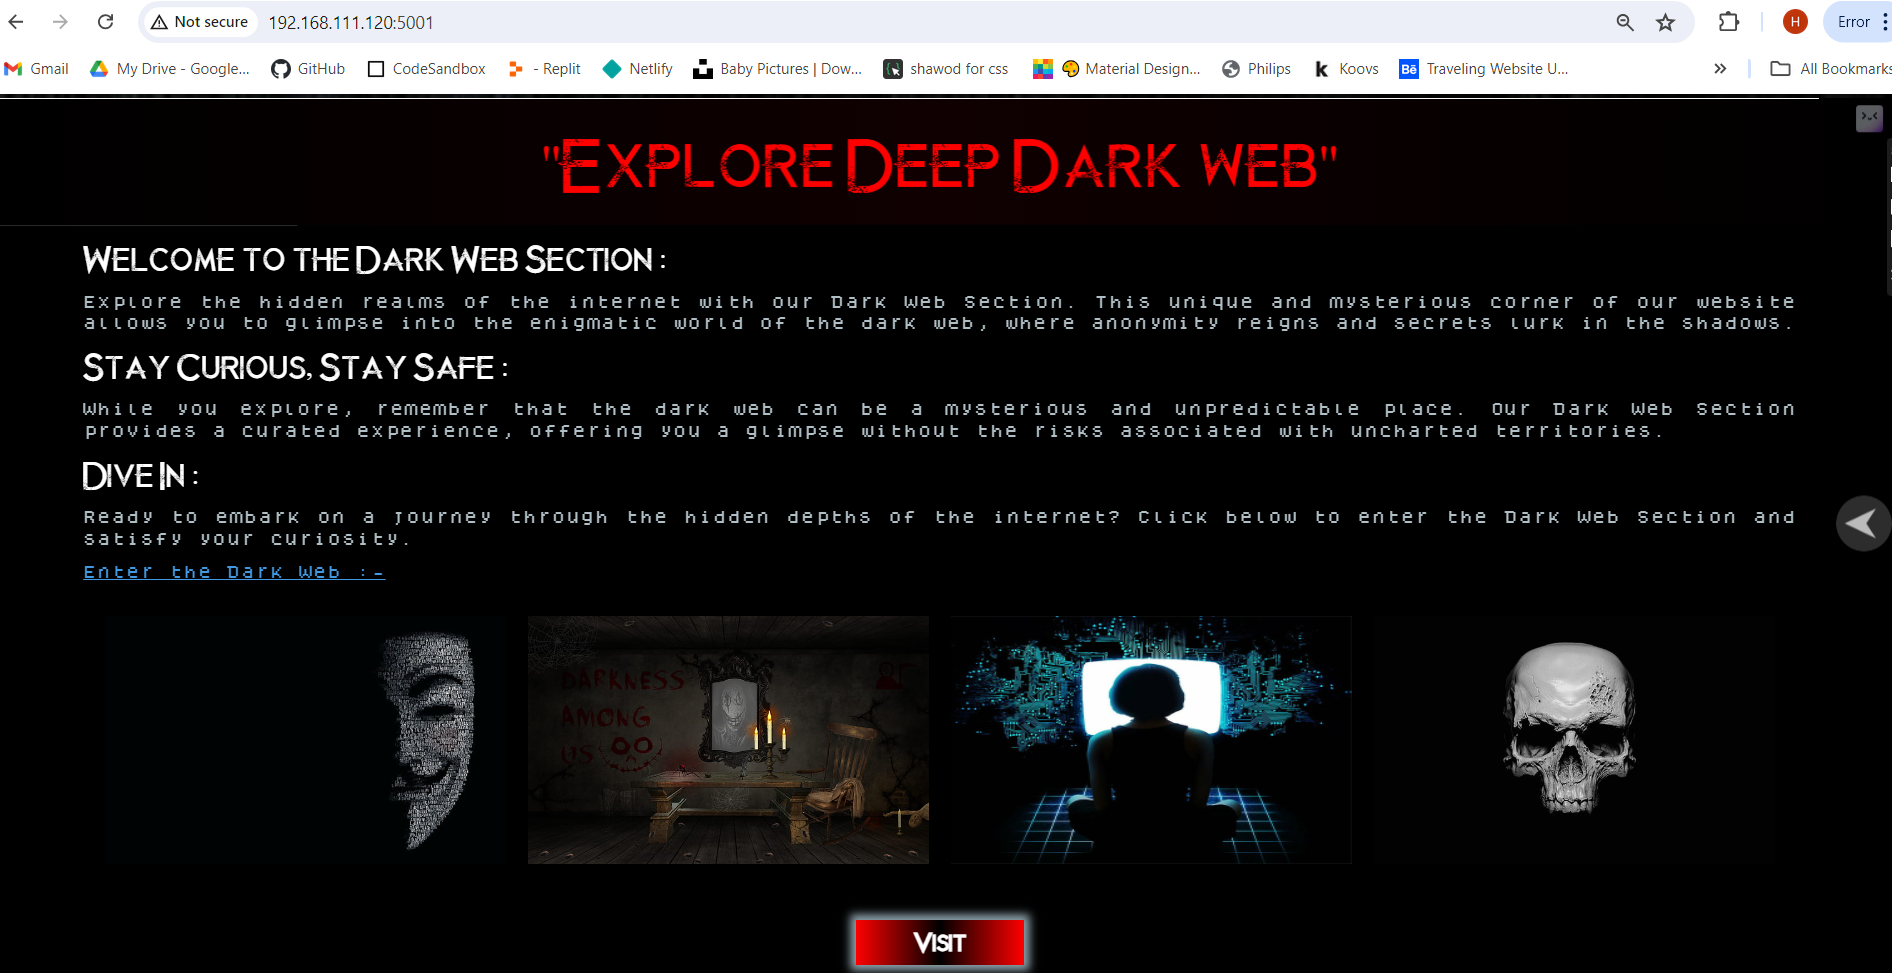 Not secure 192.168.111.120:5001 H Error
Gmail My Drive - Google... GitHub CodeSandbox - Replit Netlify Baby Pictures | Dow... shawod for css Material Design... Philips Koovs Bē Traveling Website U... » All Bookmarks
"Explore Deep Dark web"
Welcome to the Dark Web Section :
Explore the hidden realms of the internet with our Dark Web Section. This unique and mysterious corner of our website
allows you to glimpse into the enigmatic world of the dark web, where anonymity reigns and secrets lurk in the shadows.
Stay Curious, Stay Safe :
While you explore, remember that the dark web can be a mysterious and unpredictable place. Our Dark Web Section
provides a curated experience, offering you a glimpse without the risks associated with uncharted territories.
Dive In :
Ready to embark on a journey through the hidden depths of the internet? Click below to enter the Dark Web Section and
satisfy your curiosity.
Enter the Dark Web :-
DARKNESS
AMONG
US
Visit